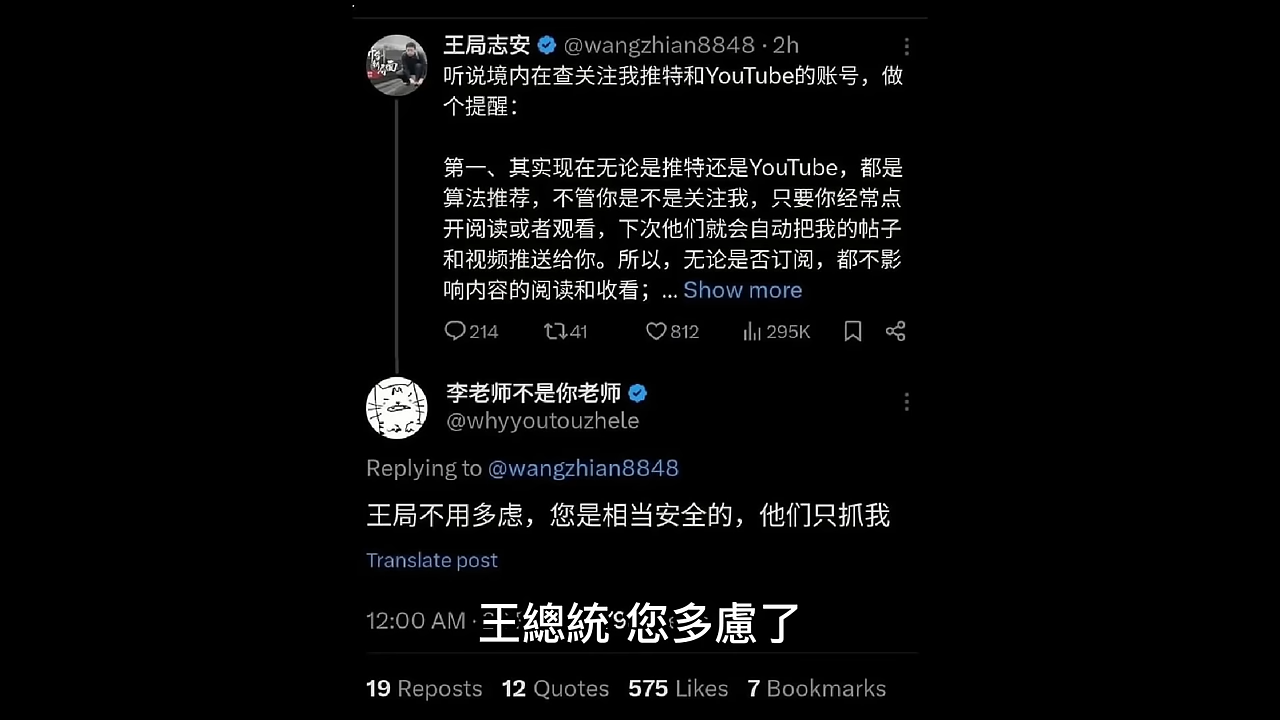 王局志安 @wangzhian8848 · 2h
听说境内在查关注我推特和YouTube的账号，做
个提醒：
第一、其实现在无论是推特还是YouTube，都是
算法推荐，不管你是不是关注我，只要你经常点
开阅读或者观看，下次他们就会自动把我的帖子
和视频推送给你。所以，无论是否订阅，都不影
响内容的阅读和收看；... Show more
214 41 812 295K
李老师不是你老师
@whyyoutouzhele
Replying to @wangzhian8848
王局不用多虑，您是相当安全的，他们只抓我
Translate post
12:00 AM ·
王總統 您多慮了
19 Reposts 12 Quotes 575 Likes 7 Bookmarks